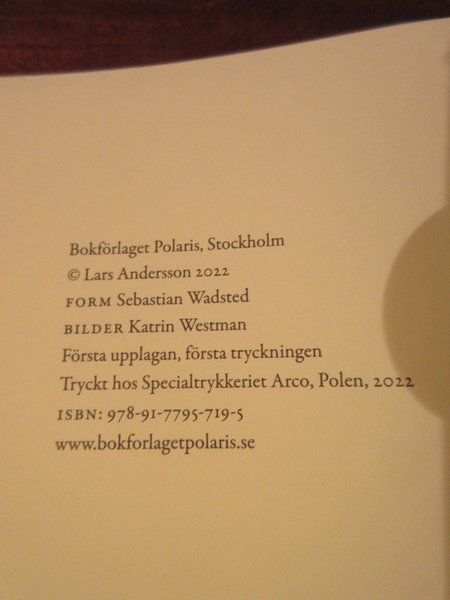 Bokförlaget Polaris, Stockholm
© Lars Andersson 2022
FORM Sebastian Wadsted
BILDER Katrin Westman
Första upplagan, första tryckningen
Tryckt hos Specialtrykkeriet Arco, Polen, 2022
ISBN: 978-91-7795-719-5
www.bokforlagetpolaris.se